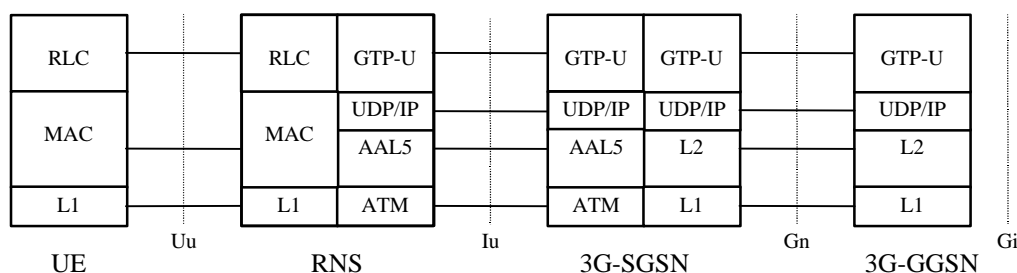 RLC RLC GTP-U GTP-U GTP-U GTP-U
UDP/IP UDP/IP UDP/IP UDP/IP
MAC MAC
AAL5 AAL5 L2 L2
L1 L1 ATM ATM L1 L1
Uu Iu Gn Gi
UE RNS 3G-SGSN 3G-GGSN